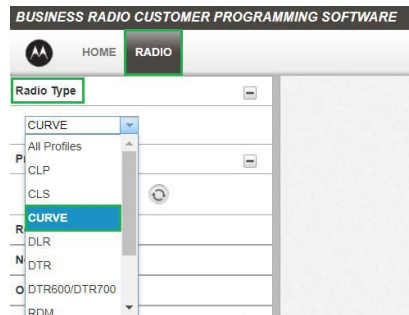 BUSINESS RADIO CUSTOMER PROGRAMMING SOFTWARE
HOME RADIO
Radio Type
CURVE
All Profiles
CLP
CLS
CURVE
DLR
DTR
DTR600/DTR700
RDM